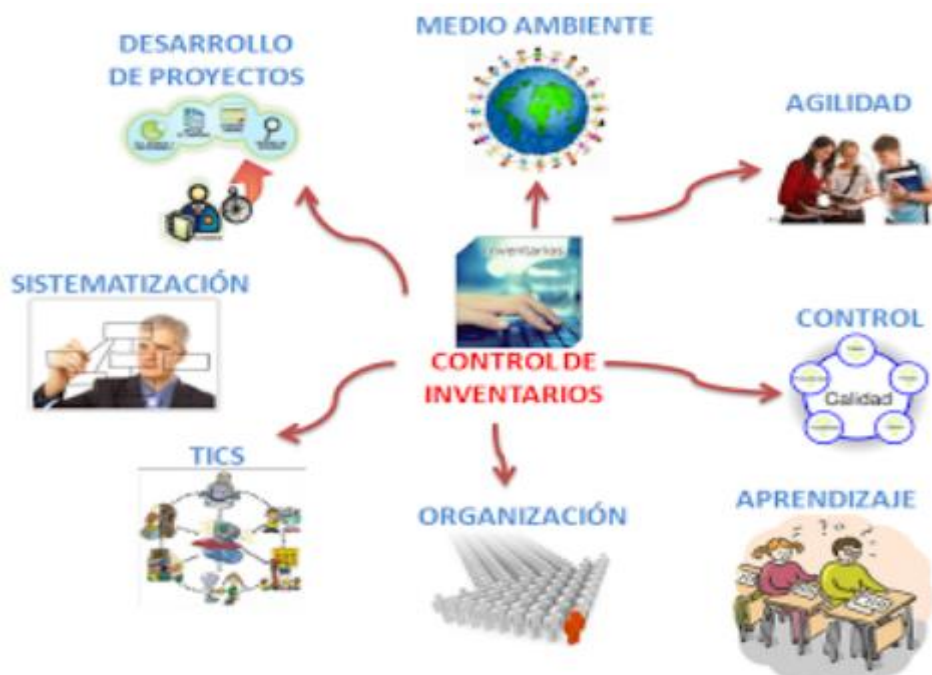 MEDIO AMBIENTE
DESARROLLO
DE PROYECTOS
AGILIDAD
Inventarios
SISTEMATIZACIÓN
CONTROL
CONTROL DE
INVENTARIOS
Calidad
TICS
ORGANIZACIÓN
APRENDIZAJE
? o